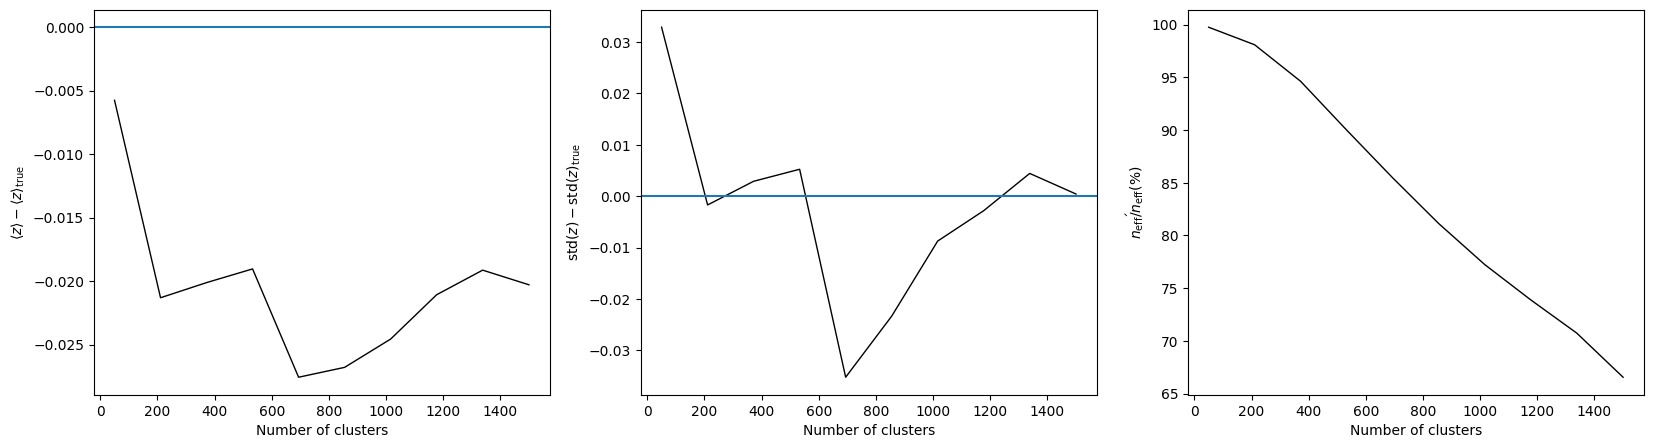 0.000
−0.005
−0.010
−0.015
−0.020
−0.025
⟨z⟩ − ⟨z⟩true
0 200 400 600 800 1000 1200 1400
Number of clusters
0.03
0.02
0.01
0.00
−0.01
−0.02
−0.03
std(z) − std(z)true
0 200 400 600 800 1000 1200 1400
Number of clusters
100
95
90
85
80
75
70
65
neff′/neff(%)
0 200 400 600 800 1000 1200 1400
Number of clusters